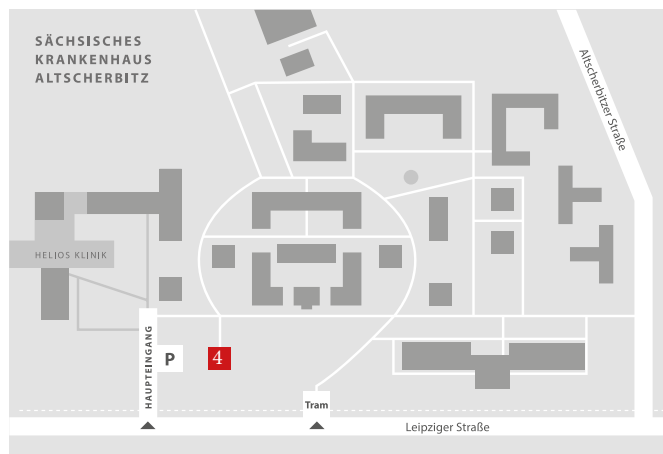 SÄCHSISCHES
KRANKENHAUS
ALTSCHERBITZ
Altscherbitzer Straße
HELIOS KLINIK
HAUPTEINGANG
P
4
Tram
Leipziger Straße